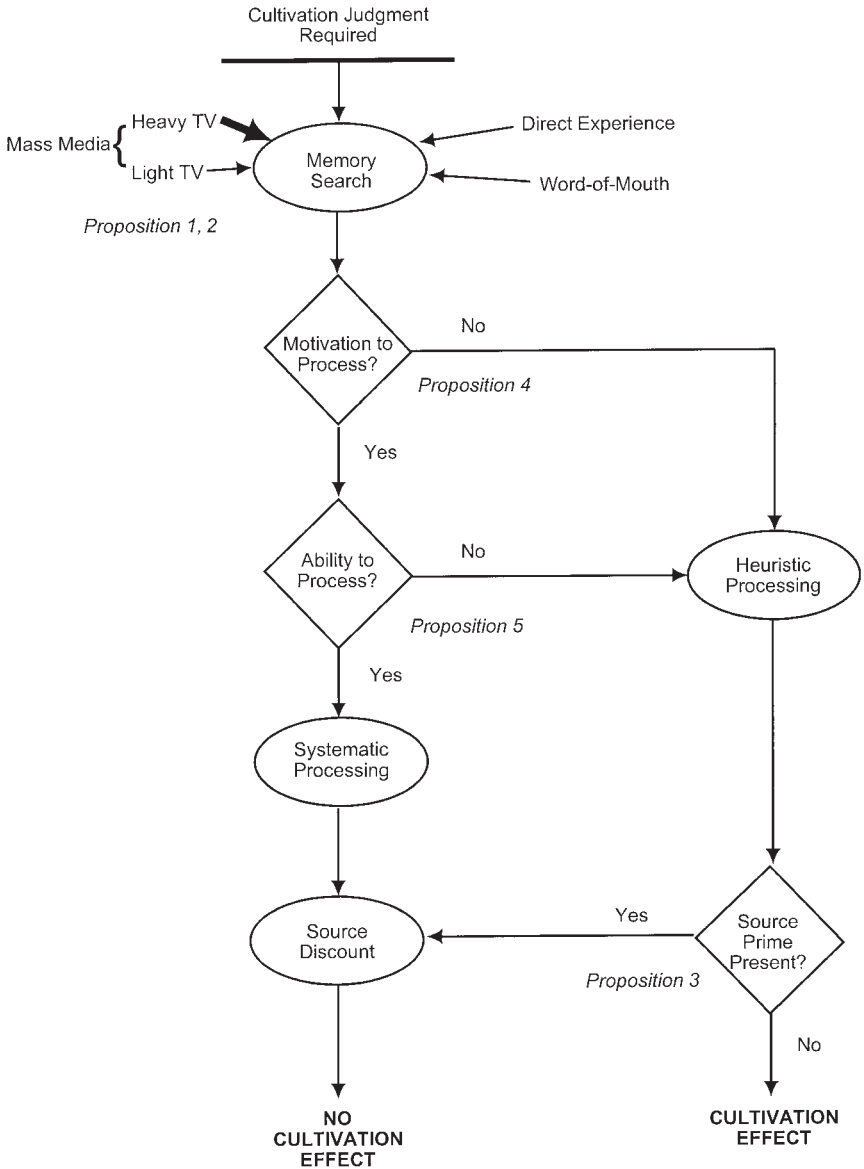 Cultivation Judgment
Required
Heavy TV
Mass Media {
Light TV
Direct Experience
Word-of-Mouth
Memory
Search
Proposition 1, 2
Motivation to
Process?
No
Proposition 4
Yes
Ability to
Process?
No
Proposition 5
Heuristic
Processing
Yes
Systematic
Processing
Source
Discount
Yes
Proposition 3
Source
Prime
Present?
No
NO
CULTIVATION
EFFECT
CULTIVATION
EFFECT